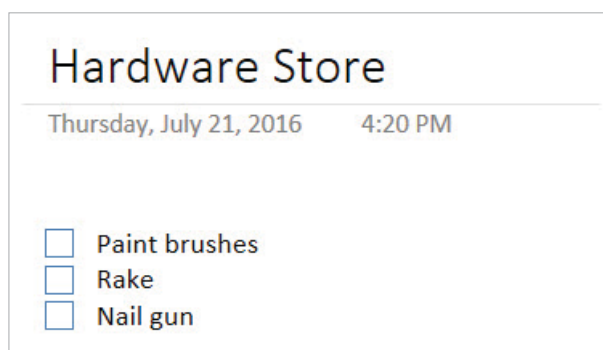 Hardware Store
Thursday, July 21, 2016 4:20 PM
Paint brushes
Rake
Nail gun